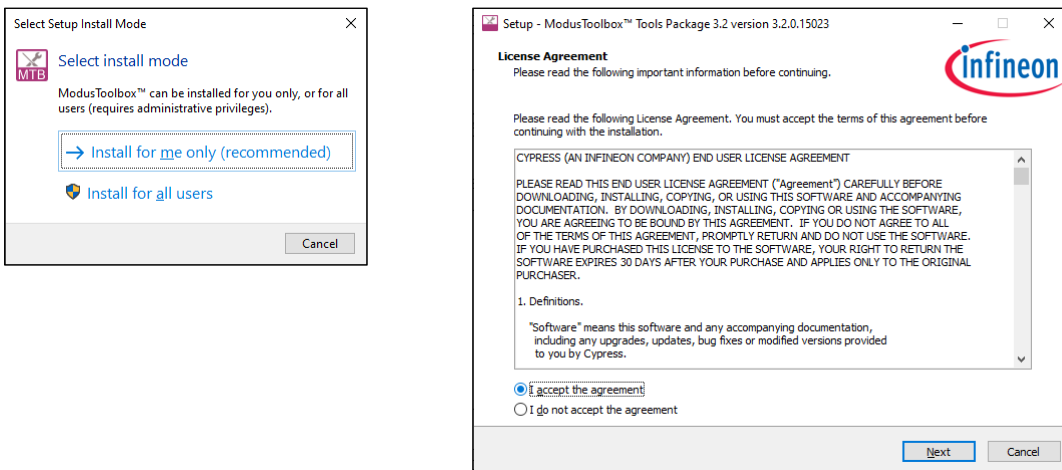 Select Setup Install Mode
MTB
Select install mode
ModusToolbox™ can be installed for you only, or for all
users (requires administrative privileges).
Install for me only (recommended)
Install for all users
Cancel
Setup - ModusToolbox™ Tools Package 3.2 version 3.2.0.15023
License Agreement
Please read the following important information before continuing.
infineon
Please read the following License Agreement. You must accept the terms of this agreement before
continuing with the installation.
CYPRESS (AN INFINEON COMPANY) END USER LICENSE AGREEMENT
PLEASE READ THIS END USER LICENSE AGREEMENT ("Agreement") CAREFULLY BEFORE
DOWNLOADING, INSTALLING, COPYING, OR USING THIS SOFTWARE AND ACCOMPANYING
DOCUMENTATION.  BY DOWNLOADING, INSTALLING, COPYING OR USING THE SOFTWARE,
YOU ARE AGREEING TO BE BOUND BY THIS AGREEMENT.  IF YOU DO NOT AGREE TO ALL
OF THE TERMS OF THIS AGREEMENT, PROMPTLY RETURN AND DO NOT USE THE SOFTWARE.
IF YOU HAVE PURCHASED THIS LICENSE TO THE SOFTWARE, YOUR RIGHT TO RETURN THE
SOFTWARE EXPIRES 30 DAYS AFTER YOUR PURCHASE AND APPLIES ONLY TO THE ORIGINAL
PURCHASER.
1. Definitions.
"Software" means this software and any accompanying documentation,
including any upgrades, updates, bug fixes or modified versions provided
to you by Cypress.
I accept the agreement
I do not accept the agreement
Next
Cancel